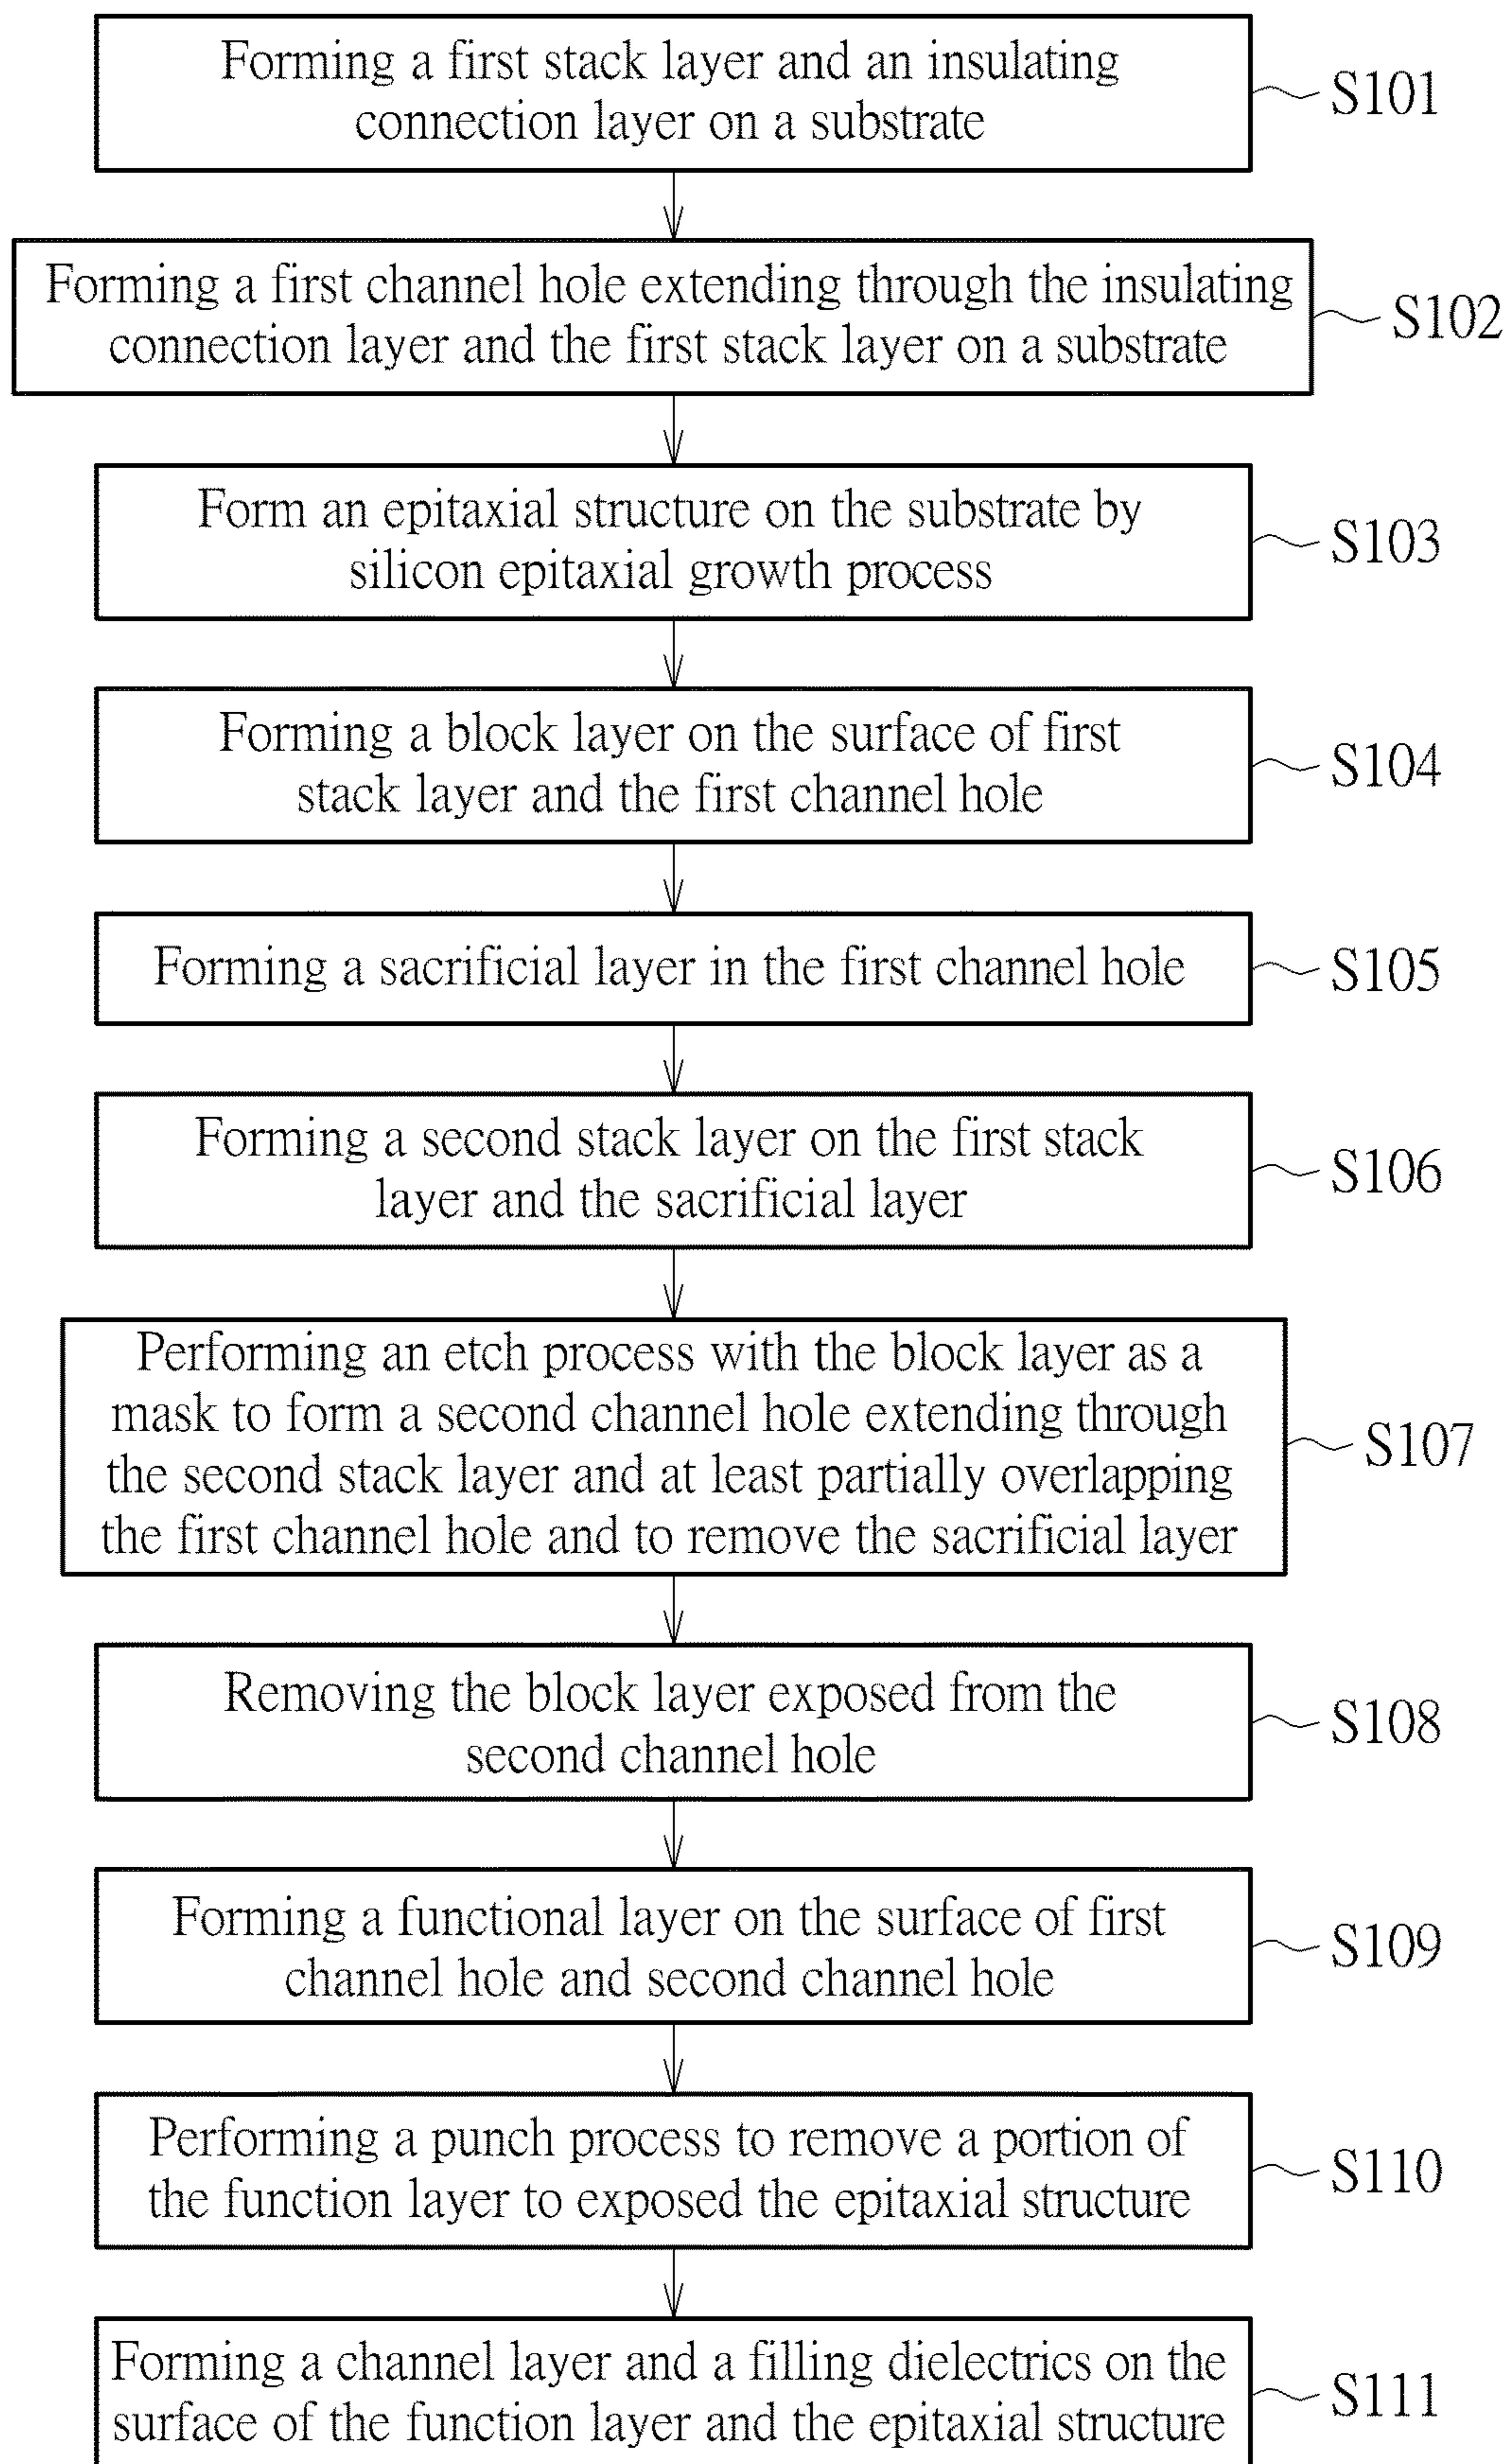 Forming a first stack layer and an insulating
connection layer on a substrate
S101
Forming a first channel hole extending through the insulating
connection layer and the first stack layer on a substrate
S102
Form an epitaxial structure on the substrate by
silicon epitaxial growth process
S103
Forming a block layer on the surface of first
stack layer and the first channel hole
S104
Forming a sacrificial layer in the first channel hole
S105
Forming a second stack layer on the first stack
layer and the sacrificial layer
S106
Performing an etch process with the block layer as a
mask to form a second channel hole extending through
the second stack layer and at least partially overlapping
the first channel hole and to remove the sacrificial layer
S107
Removing the block layer exposed from the
second channel hole
S108
Forming a functional layer on the surface of first
channel hole and second channel hole
S109
Performing a punch process to remove a portion of
the function layer to exposed the epitaxial structure
S110
Forming a channel layer and a filling dielectrics on the
surface of the function layer and the epitaxial structure
S111